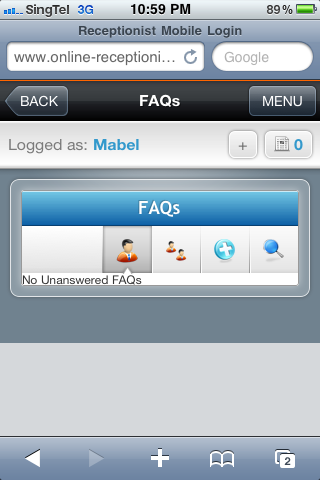 SingTel 3G 10:59 PM 89%
Receptionist Mobile Login
www.online-receptioni... Google
BACK FAQs MENU
Logged as: Mabel + 0
FAQs
No Unanswered FAQs
2